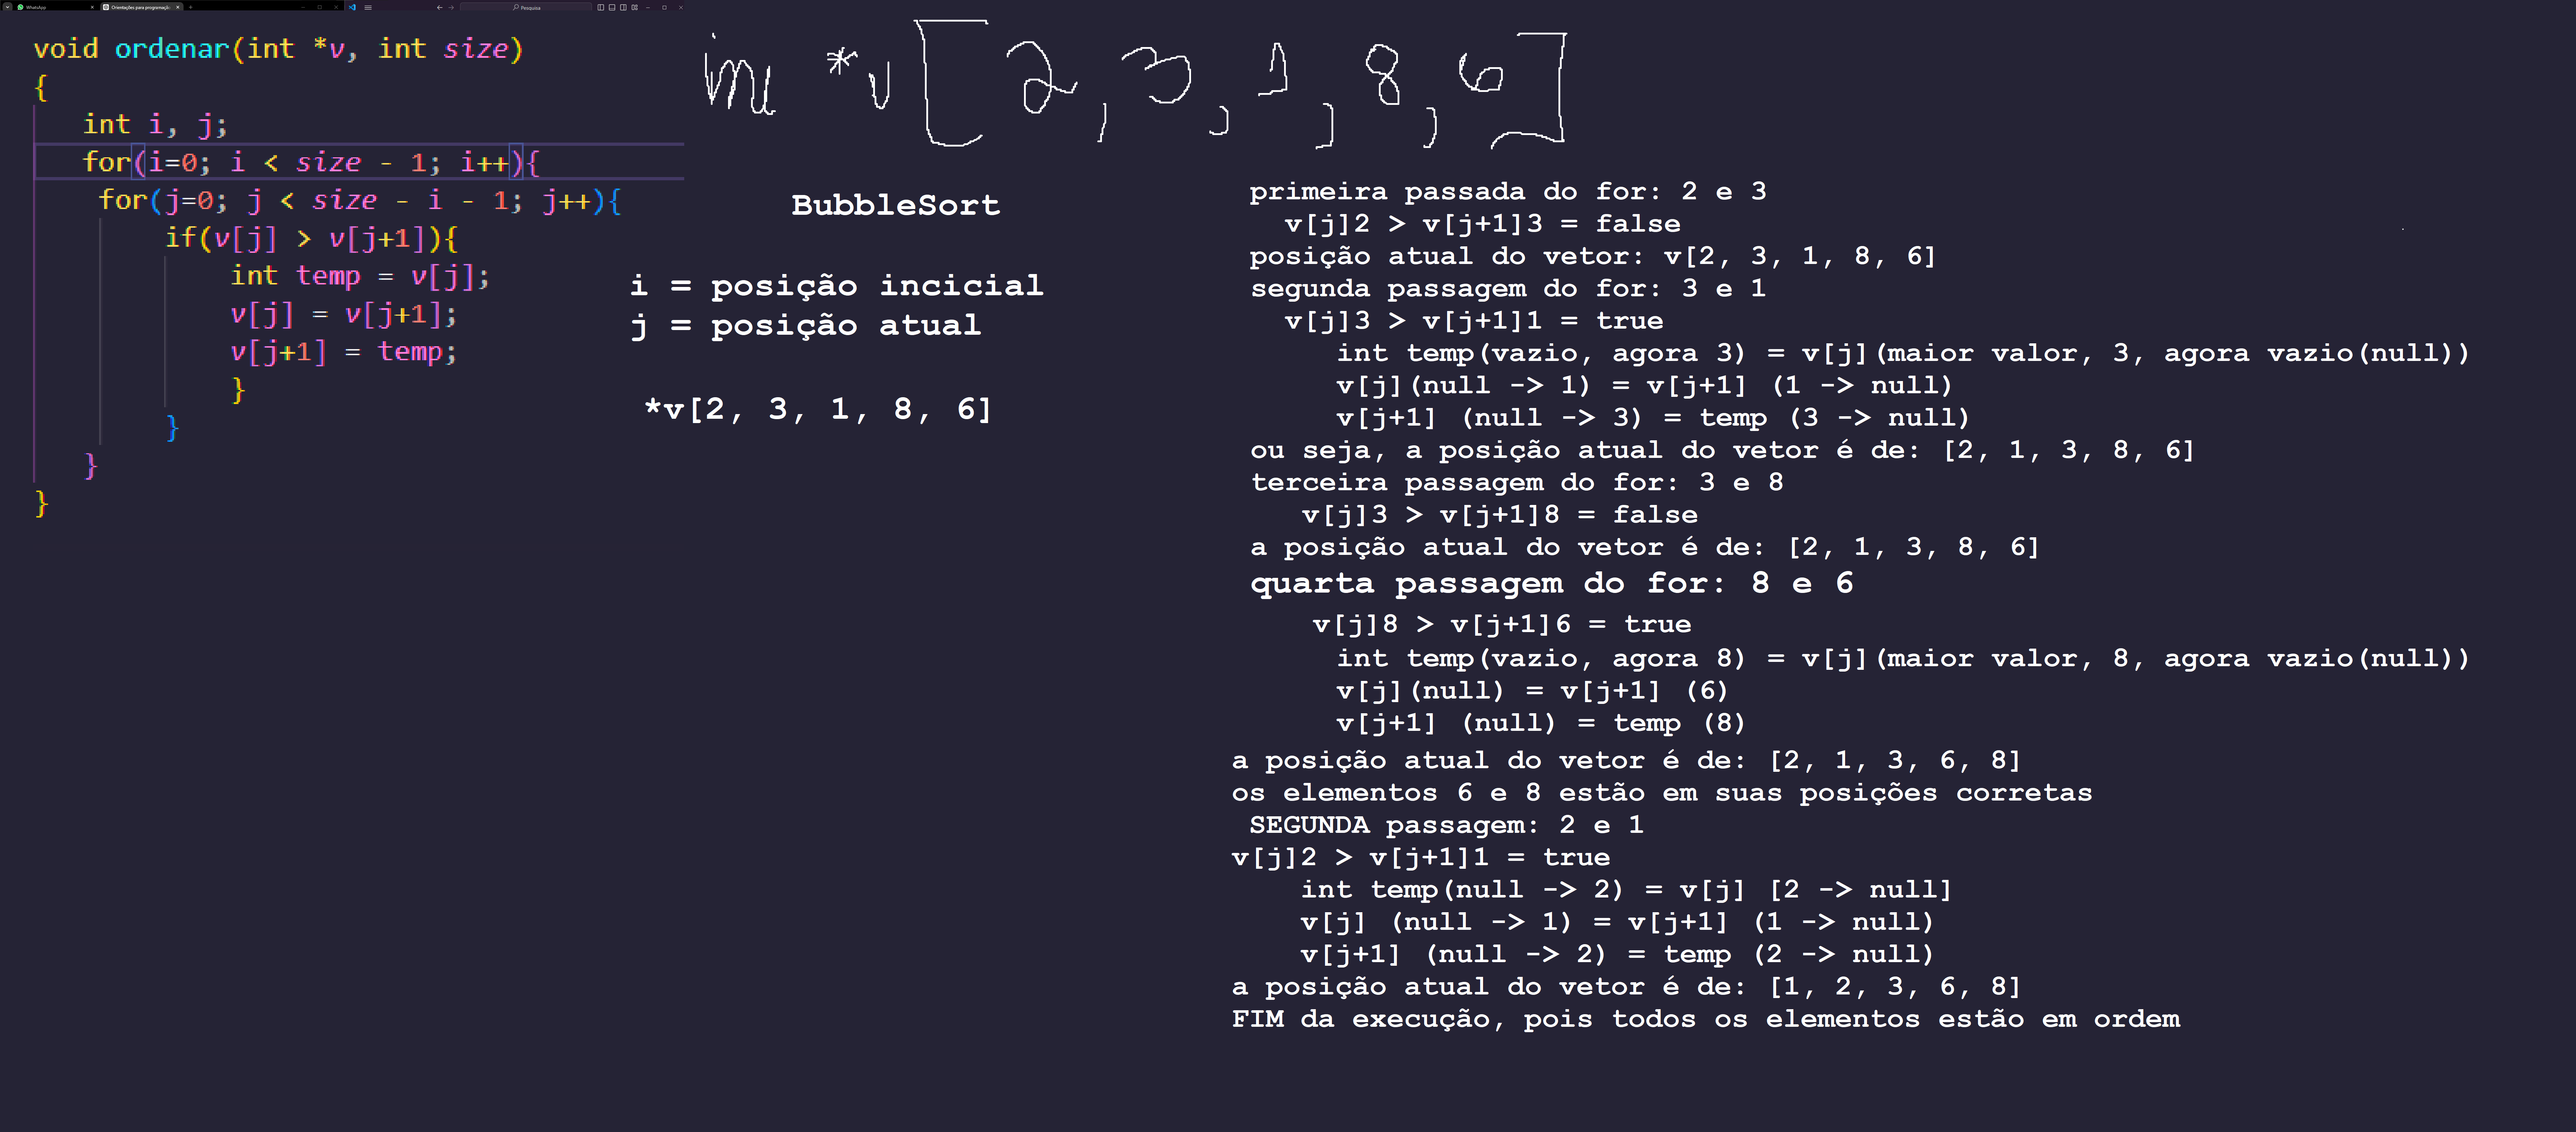 WhatsApp
Orientações para programação
Pesquisa
void ordenar(int *v, int size)
{
int i, j;
for(i=0; i < size - 1; i++){
for(j=0; j < size - i - 1; j++){
if(v[j] > v[j+1]){
int temp = v[j];
v[j] = v[j+1];
v[j+1] = temp;
}
}
}
}
*v[2, 3, 1, 8, 6]
BubbleSort
i = posição incicial
j = posição atual
*v[2, 3, 1, 8, 6]
primeira passada do for: 2 e 3
v[j]2 > v[j+1]3 = false
posição atual do vetor: v[2, 3, 1, 8, 6]
segunda passagem do for: 3 e 1
v[j]3 > v[j+1]1 = true
int temp(vazio, agora 3) = v[j](maior valor, 3, agora vazio(null))
v[j](null -> 1) = v[j+1] (1 -> null)
v[j+1] (null -> 3) = temp (3 -> null)
ou seja, a posição atual do vetor é de: [2, 1, 3, 8, 6]
terceira passagem do for: 3 e 8
v[j]3 > v[j+1]8 = false
a posição atual do vetor é de: [2, 1, 3, 8, 6]
quarta passagem do for: 8 e 6
v[j]8 > v[j+1]6 = true
int temp(vazio, agora 8) = v[j](maior valor, 8, agora vazio(null))
v[j](null) = v[j+1] (6)
v[j+1] (null) = temp (8)
a posição atual do vetor é de: [2, 1, 3, 6, 8]
os elementos 6 e 8 estão em suas posições corretas
SEGUNDA passagem: 2 e 1
v[j]2 > v[j+1]1 = true
int temp(null -> 2) = v[j] [2 -> null]
v[j] (null -> 1) = v[j+1] (1 -> null)
v[j+1] (null -> 2) = temp (2 -> null)
a posição atual do vetor é de: [1, 2, 3, 6, 8]
FIM da execução, pois todos os elementos estão em ordem